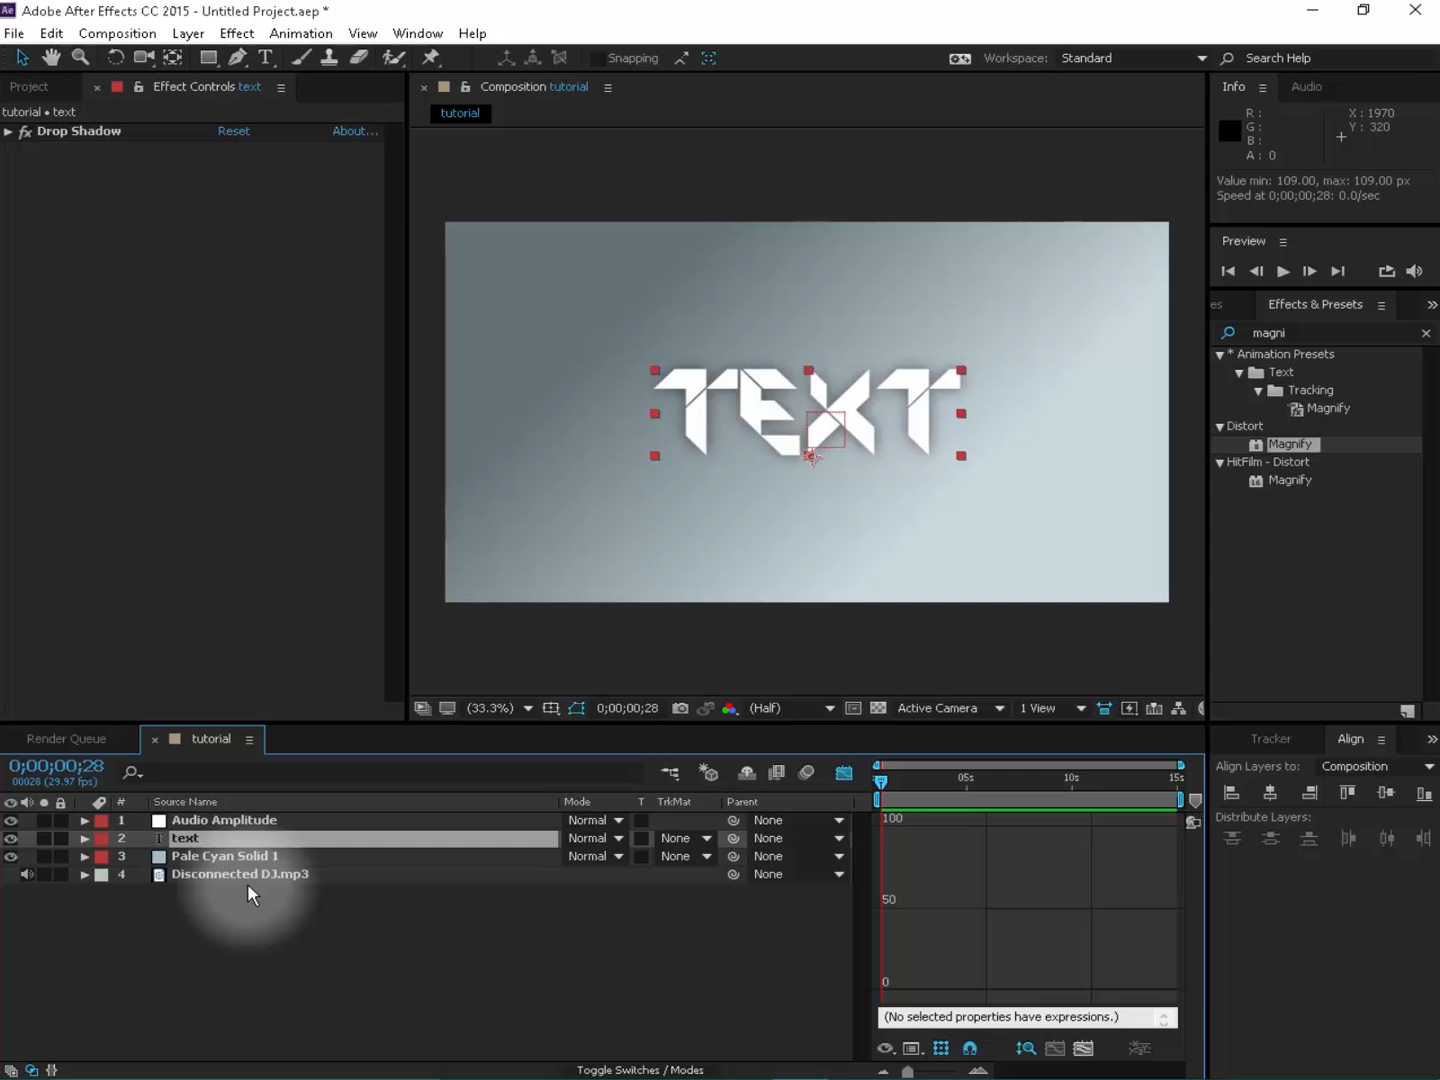 Ae Adobe After Effects CC 2015 - Untitled Project.aep *
File Edit Composition Layer Effect Animation View Window Help
T Snapping Workspace: Standard Search Help
Project × Effect Controls text × Composition tutorial Info Audio
tutorial • text
tutorial
fx Drop Shadow Reset About...
R : X : 1970
G : Y : 320
B :
A : 0
Value min: 109.00, max: 109.00 px
Speed at 0;00;00;28: 0.0/sec
Preview
es Effects & Presets
magni ×
* Animation Presets
Text
Tracking
Magnify
Distort
Magnify
HitFilm - Distort
Magnify
TEXT
(33.3%) 0;00;00;28 (Half) Active Camera 1 View
Render Queue × tutorial Tracker Align
0;00;00;28
00028 (29.97 fps)
05s 10s 15s
Align Layers to: Composition
# Source Name Mode T TrkMat Parent
Distribute Layers:
1 Audio Amplitude Normal None
2 T text Normal None None
3 Pale Cyan Solid 1 Normal None None
4 Disconnected DJ.mp3 None
100
50
0
(No selected properties have expressions.)
Toggle Switches / Modes